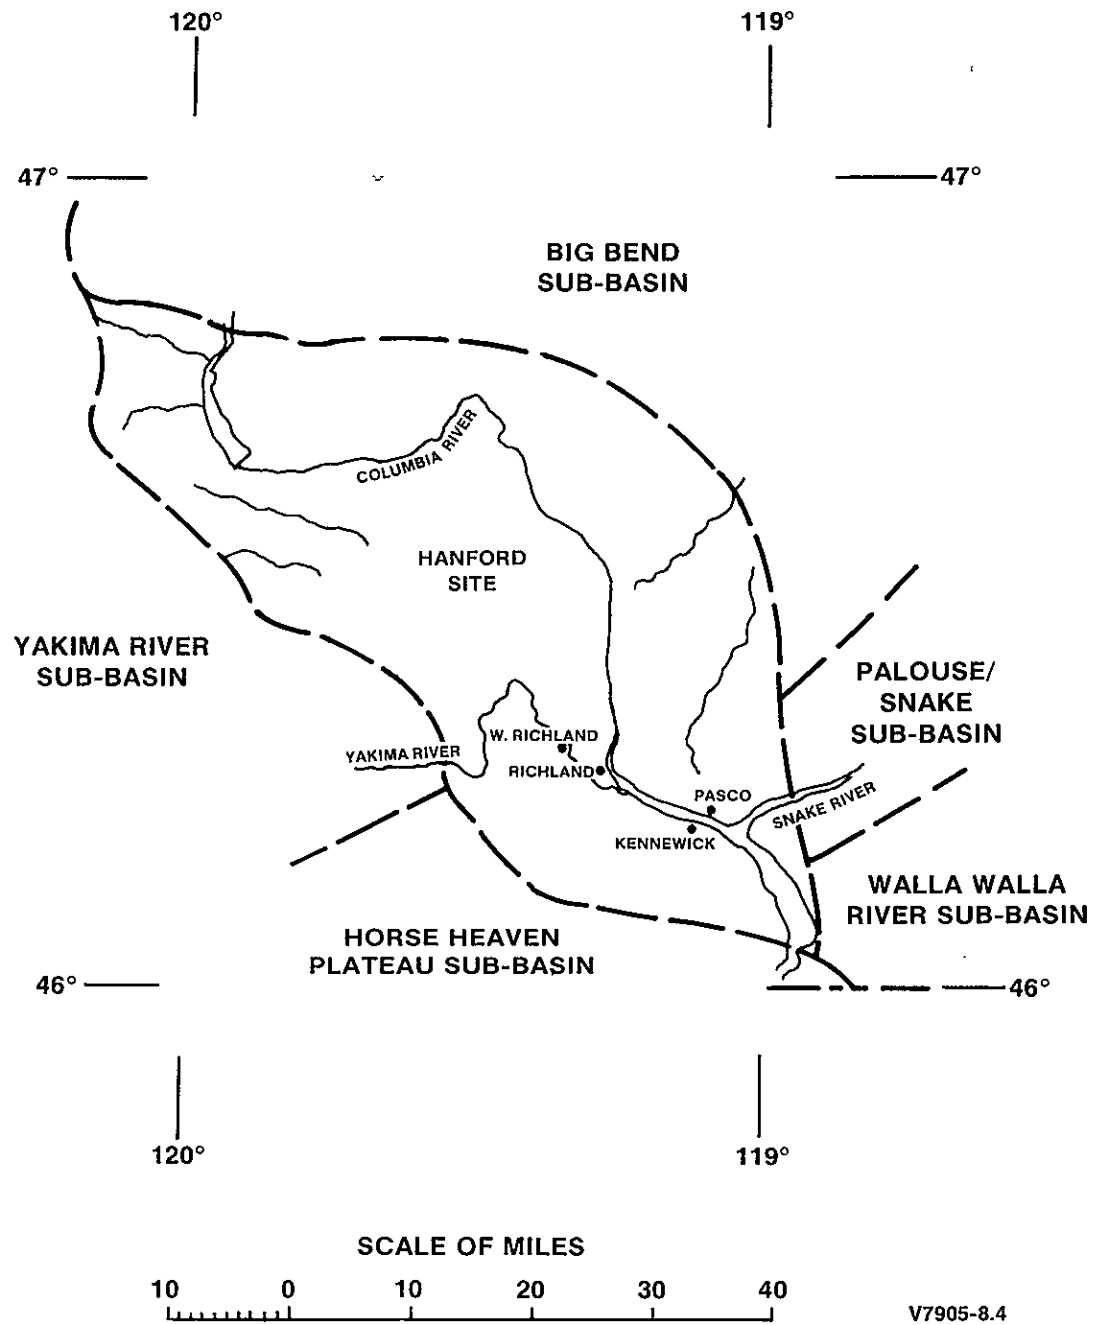 120°
119°
47°
47°
BIG BEND
SUB-BASIN
COLUMBIA RIVER
HANFORD
SITE
YAKIMA RIVER
SUB-BASIN
PALOUSE/
SNAKE
SUB-BASIN
W. RICHLAND
YAKIMA RIVER
RICHLAND
PASCO
SNAKE RIVER
KENNEWICK
WALLA WALLA
RIVER SUB-BASIN
HORSE HEAVEN
PLATEAU SUB-BASIN
46°
46°
120°
119°
SCALE OF MILES
10 0 10 20 30 40
V7905-8.4